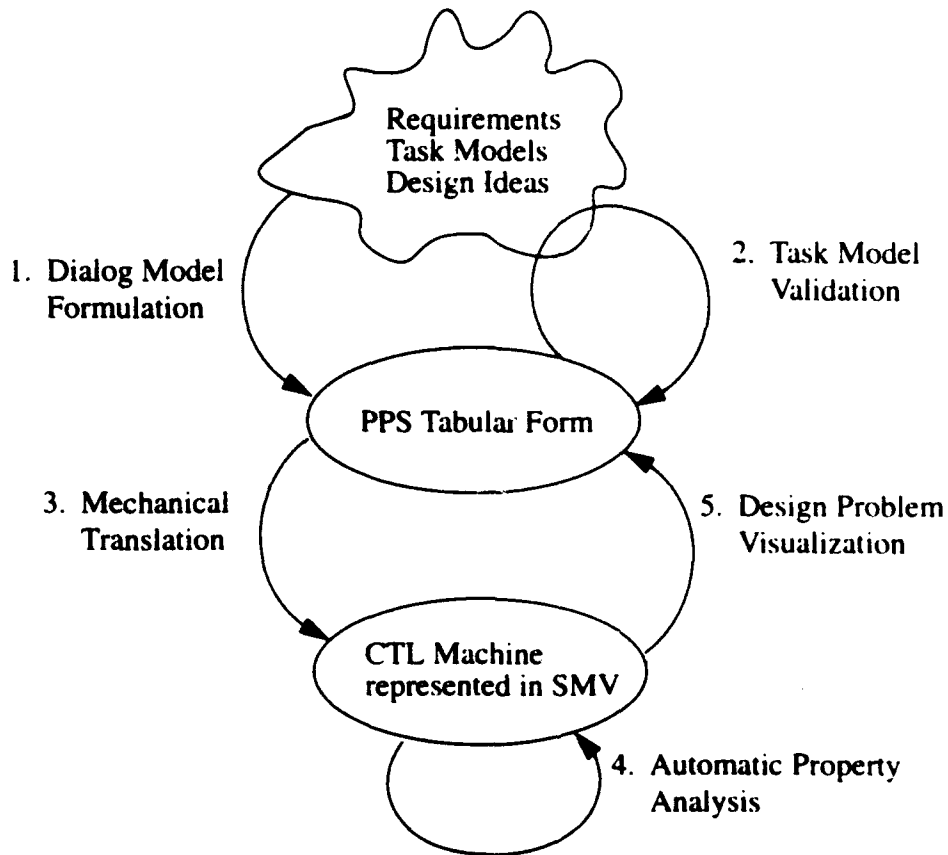 Requirements
Task Models
Design Ideas
1. Dialog Model
Formulation
2. Task Model
Validation
PPS Tabular Form
3. Mechanical
Translation
5. Design Problem
Visualization
CTL Machine
represented in SMV
4. Automatic Property
Analysis